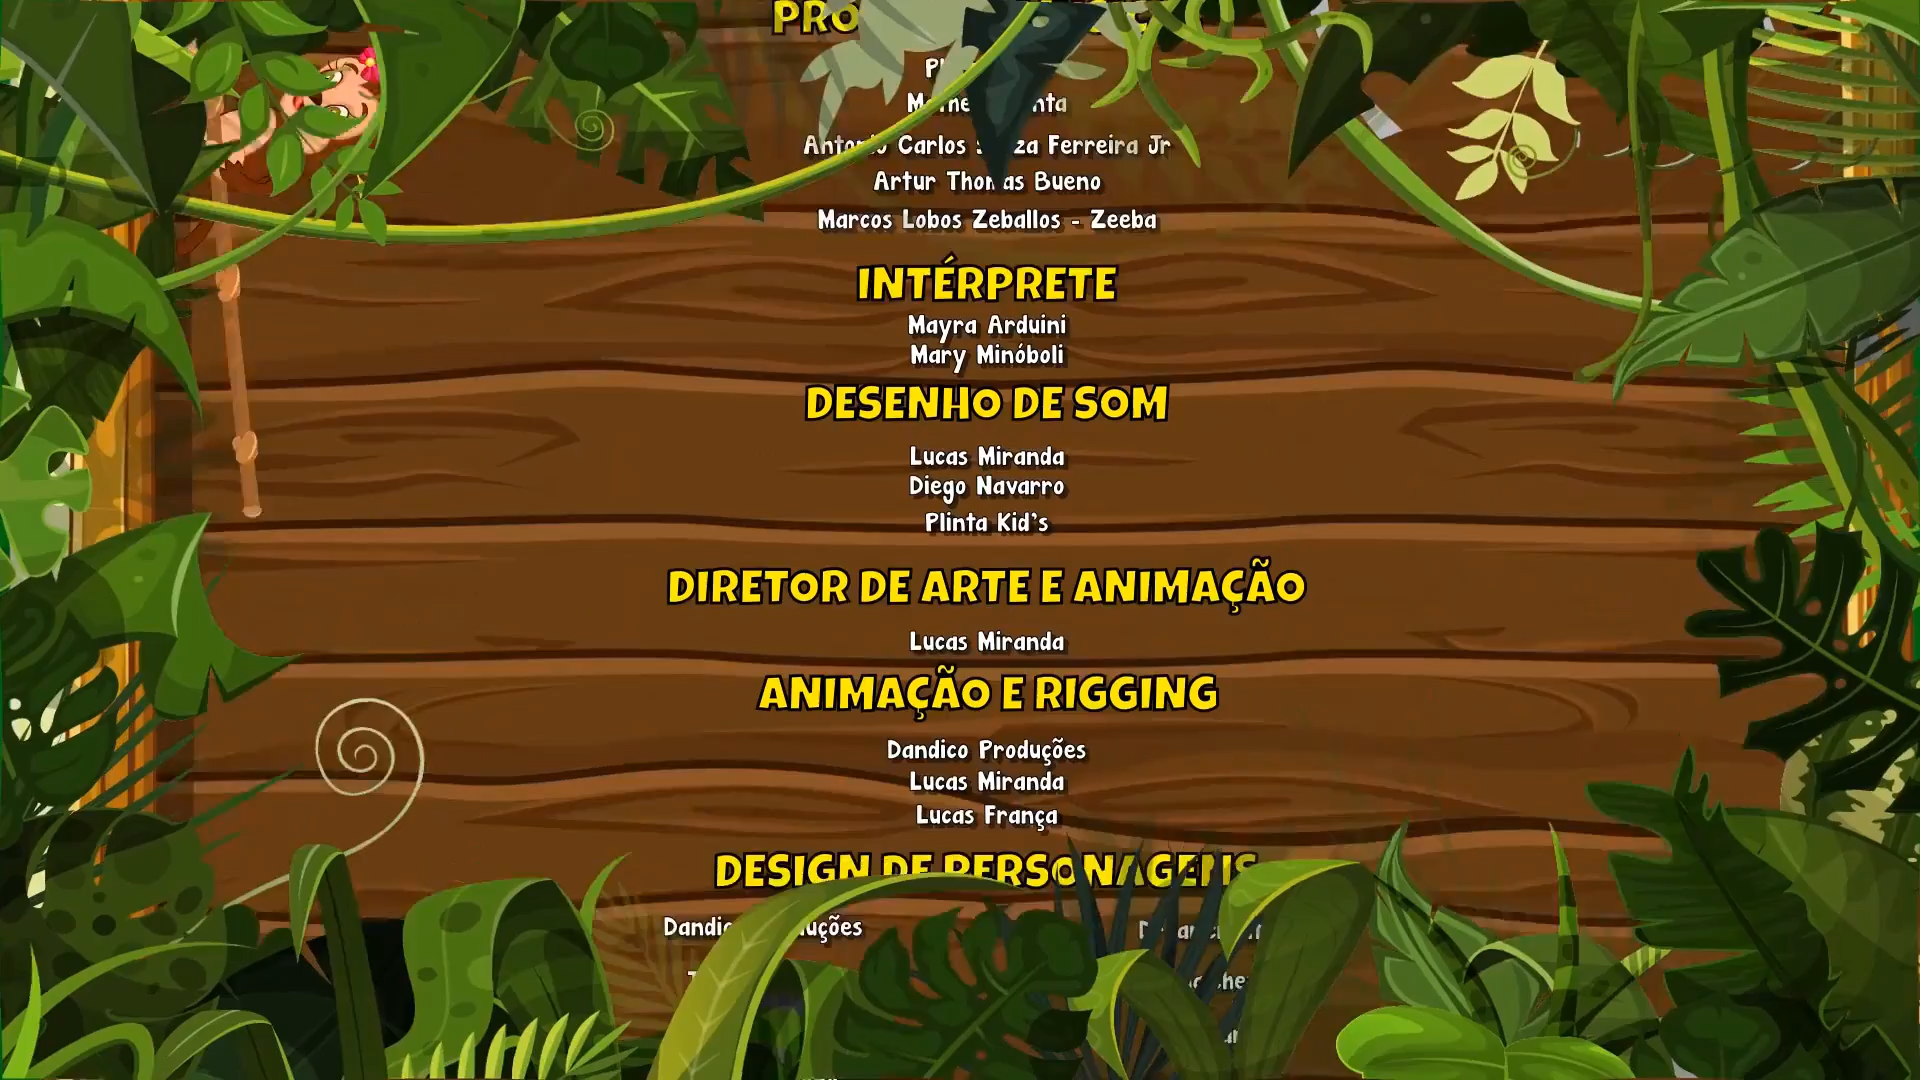 Antonio Carlos Ferreira Jr
Artur Thomas Bueno
Marcos Lobos Zeballos - Zeeba
INTÉRPRETE
Mayra Arduini
Mary Minóboli
DESENHO DE SOM
Lucas Miranda
Diego Navarro
Plinta Kid's
DIRETOR DE ARTE E ANIMAÇÃO
Lucas Miranda
ANIMAÇÃO E RIGGING
Dandico Produções
Lucas Miranda
Lucas França
DESIGN DE PERSONAGENS